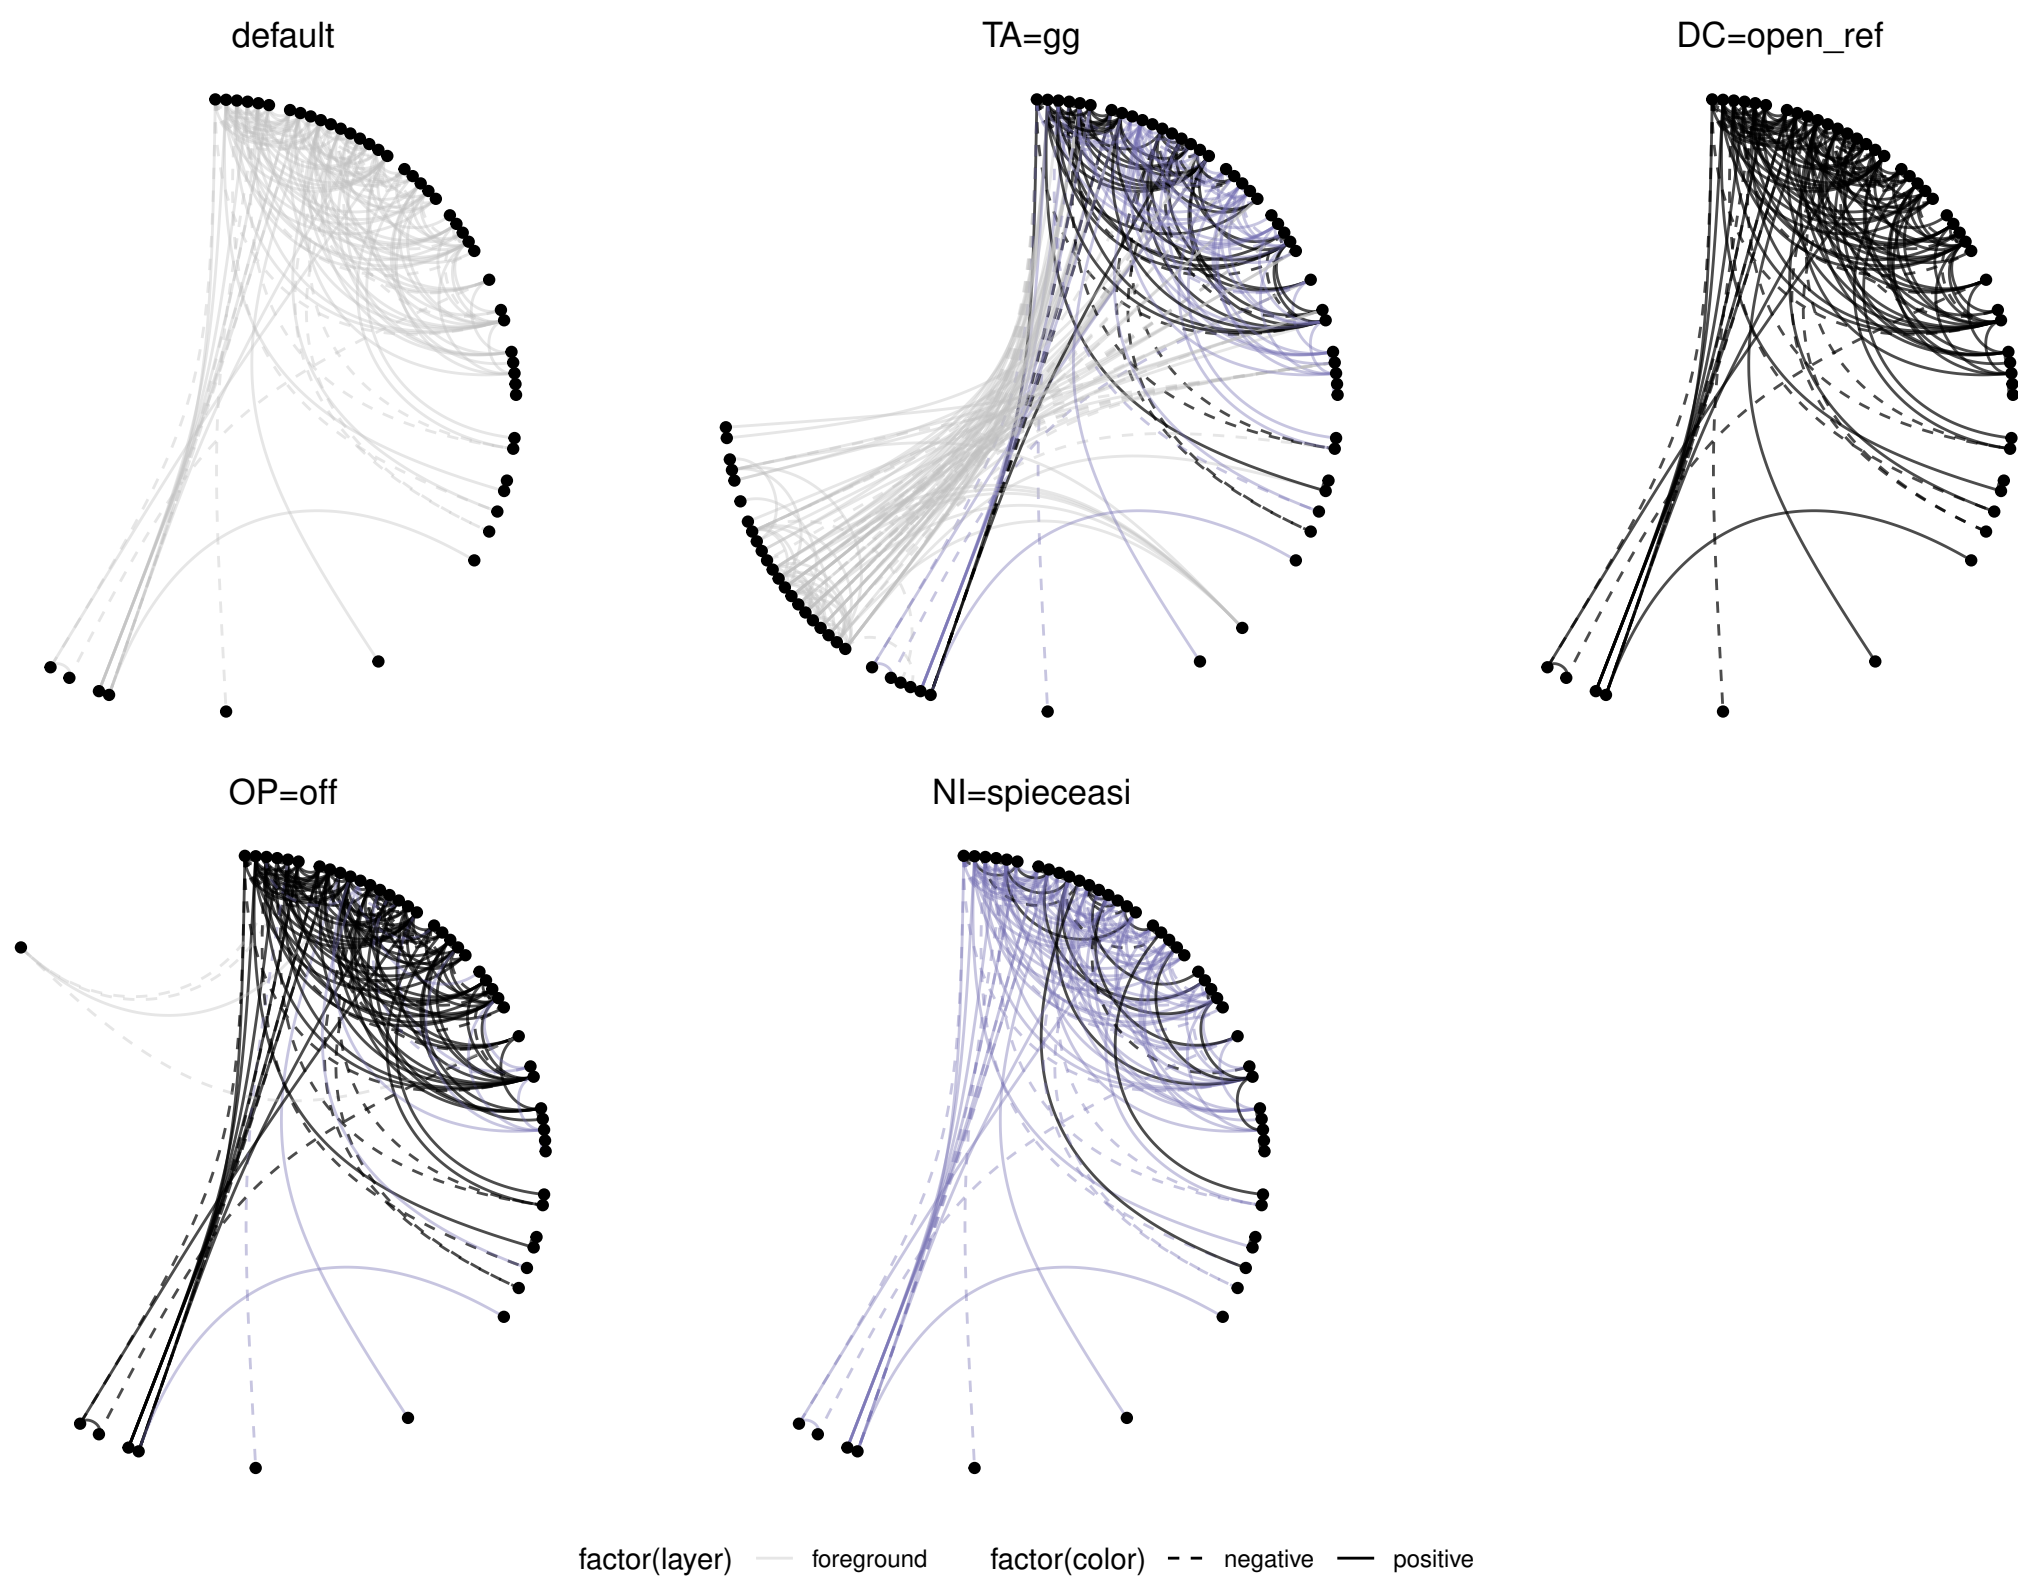 default
TA=gg
DC=open_ref
OP=off
NI=spieceasi
factor(layer) foreground factor(color) negative positive